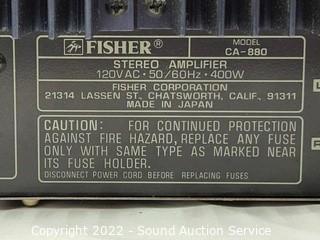 FISHER®
MODEL
CA-880
STEREO AMPLIFIER
120V AC · 50/60Hz · 400W
FISHER CORPORATION
21314 LASSEN ST., CHATSWORTH, CALIF., 91311
MADE IN JAPAN
CAUTION: FOR CONTINUED PROTECTION
AGAINST FIRE HAZARD, REPLACE ANY FUSE
ONLY WITH SAME TYPE AS MARKED NEAR
ITS FUSE HOLDER.
DISCONNECT POWER CORD BEFORE REPLACING FUSES
Copyright 2022 - Sound Auction Service